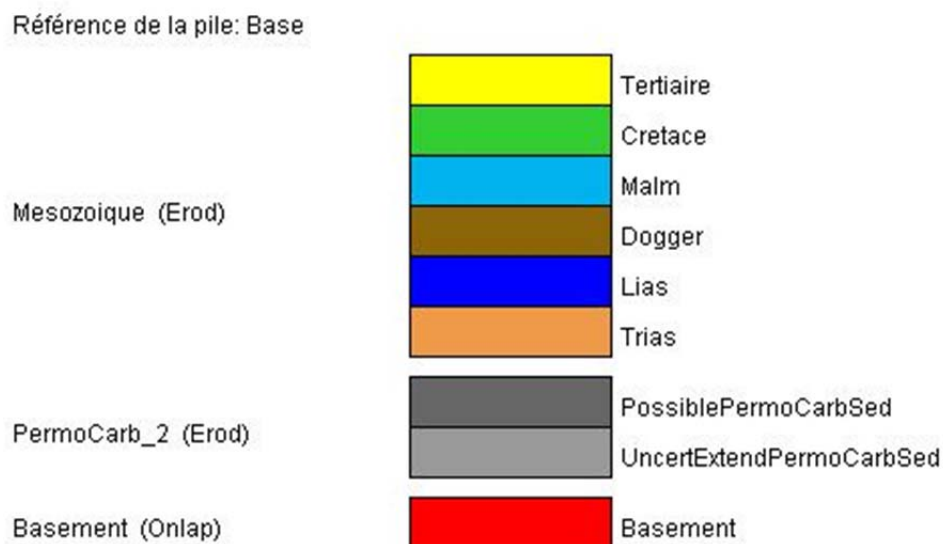 Référence de la pile: Base
Tertiaire
Cretace
Malm
Mesozoique (Erod)
Dogger
Lias
Trias
PossiblePermoCarbSed
PermoCarb_2 (Erod)
UncertExtendPermoCarbSed
Basement (Onlap)
Basement